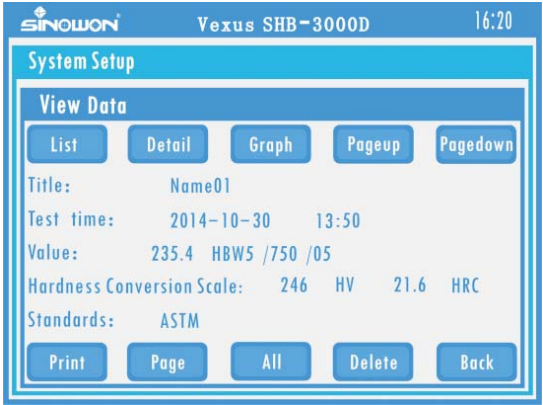 SINOWON Vexus SHB-3000D 16:20
System Setup
View Data
List Detail Graph Pageup Pagedown
Title: Name01
Test time: 2014-10-30 13:50
Value: 235.4 HBW5 /750 /05
Hardness Conversion Scale: 246 HV 21.6 HRC
Standards: ASTM
Print Page All Delete Back